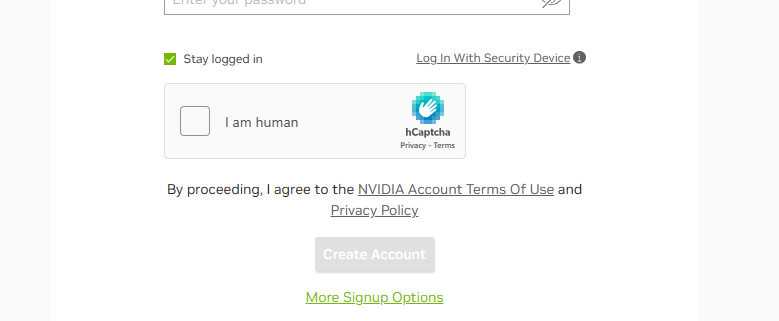 Enter your password
Stay logged in
Log In With Security Device
I am human
hCaptcha
Privacy - Terms
By proceeding, I agree to the NVIDIA Account Terms Of Use and
Privacy Policy
Create Account
More Signup Options